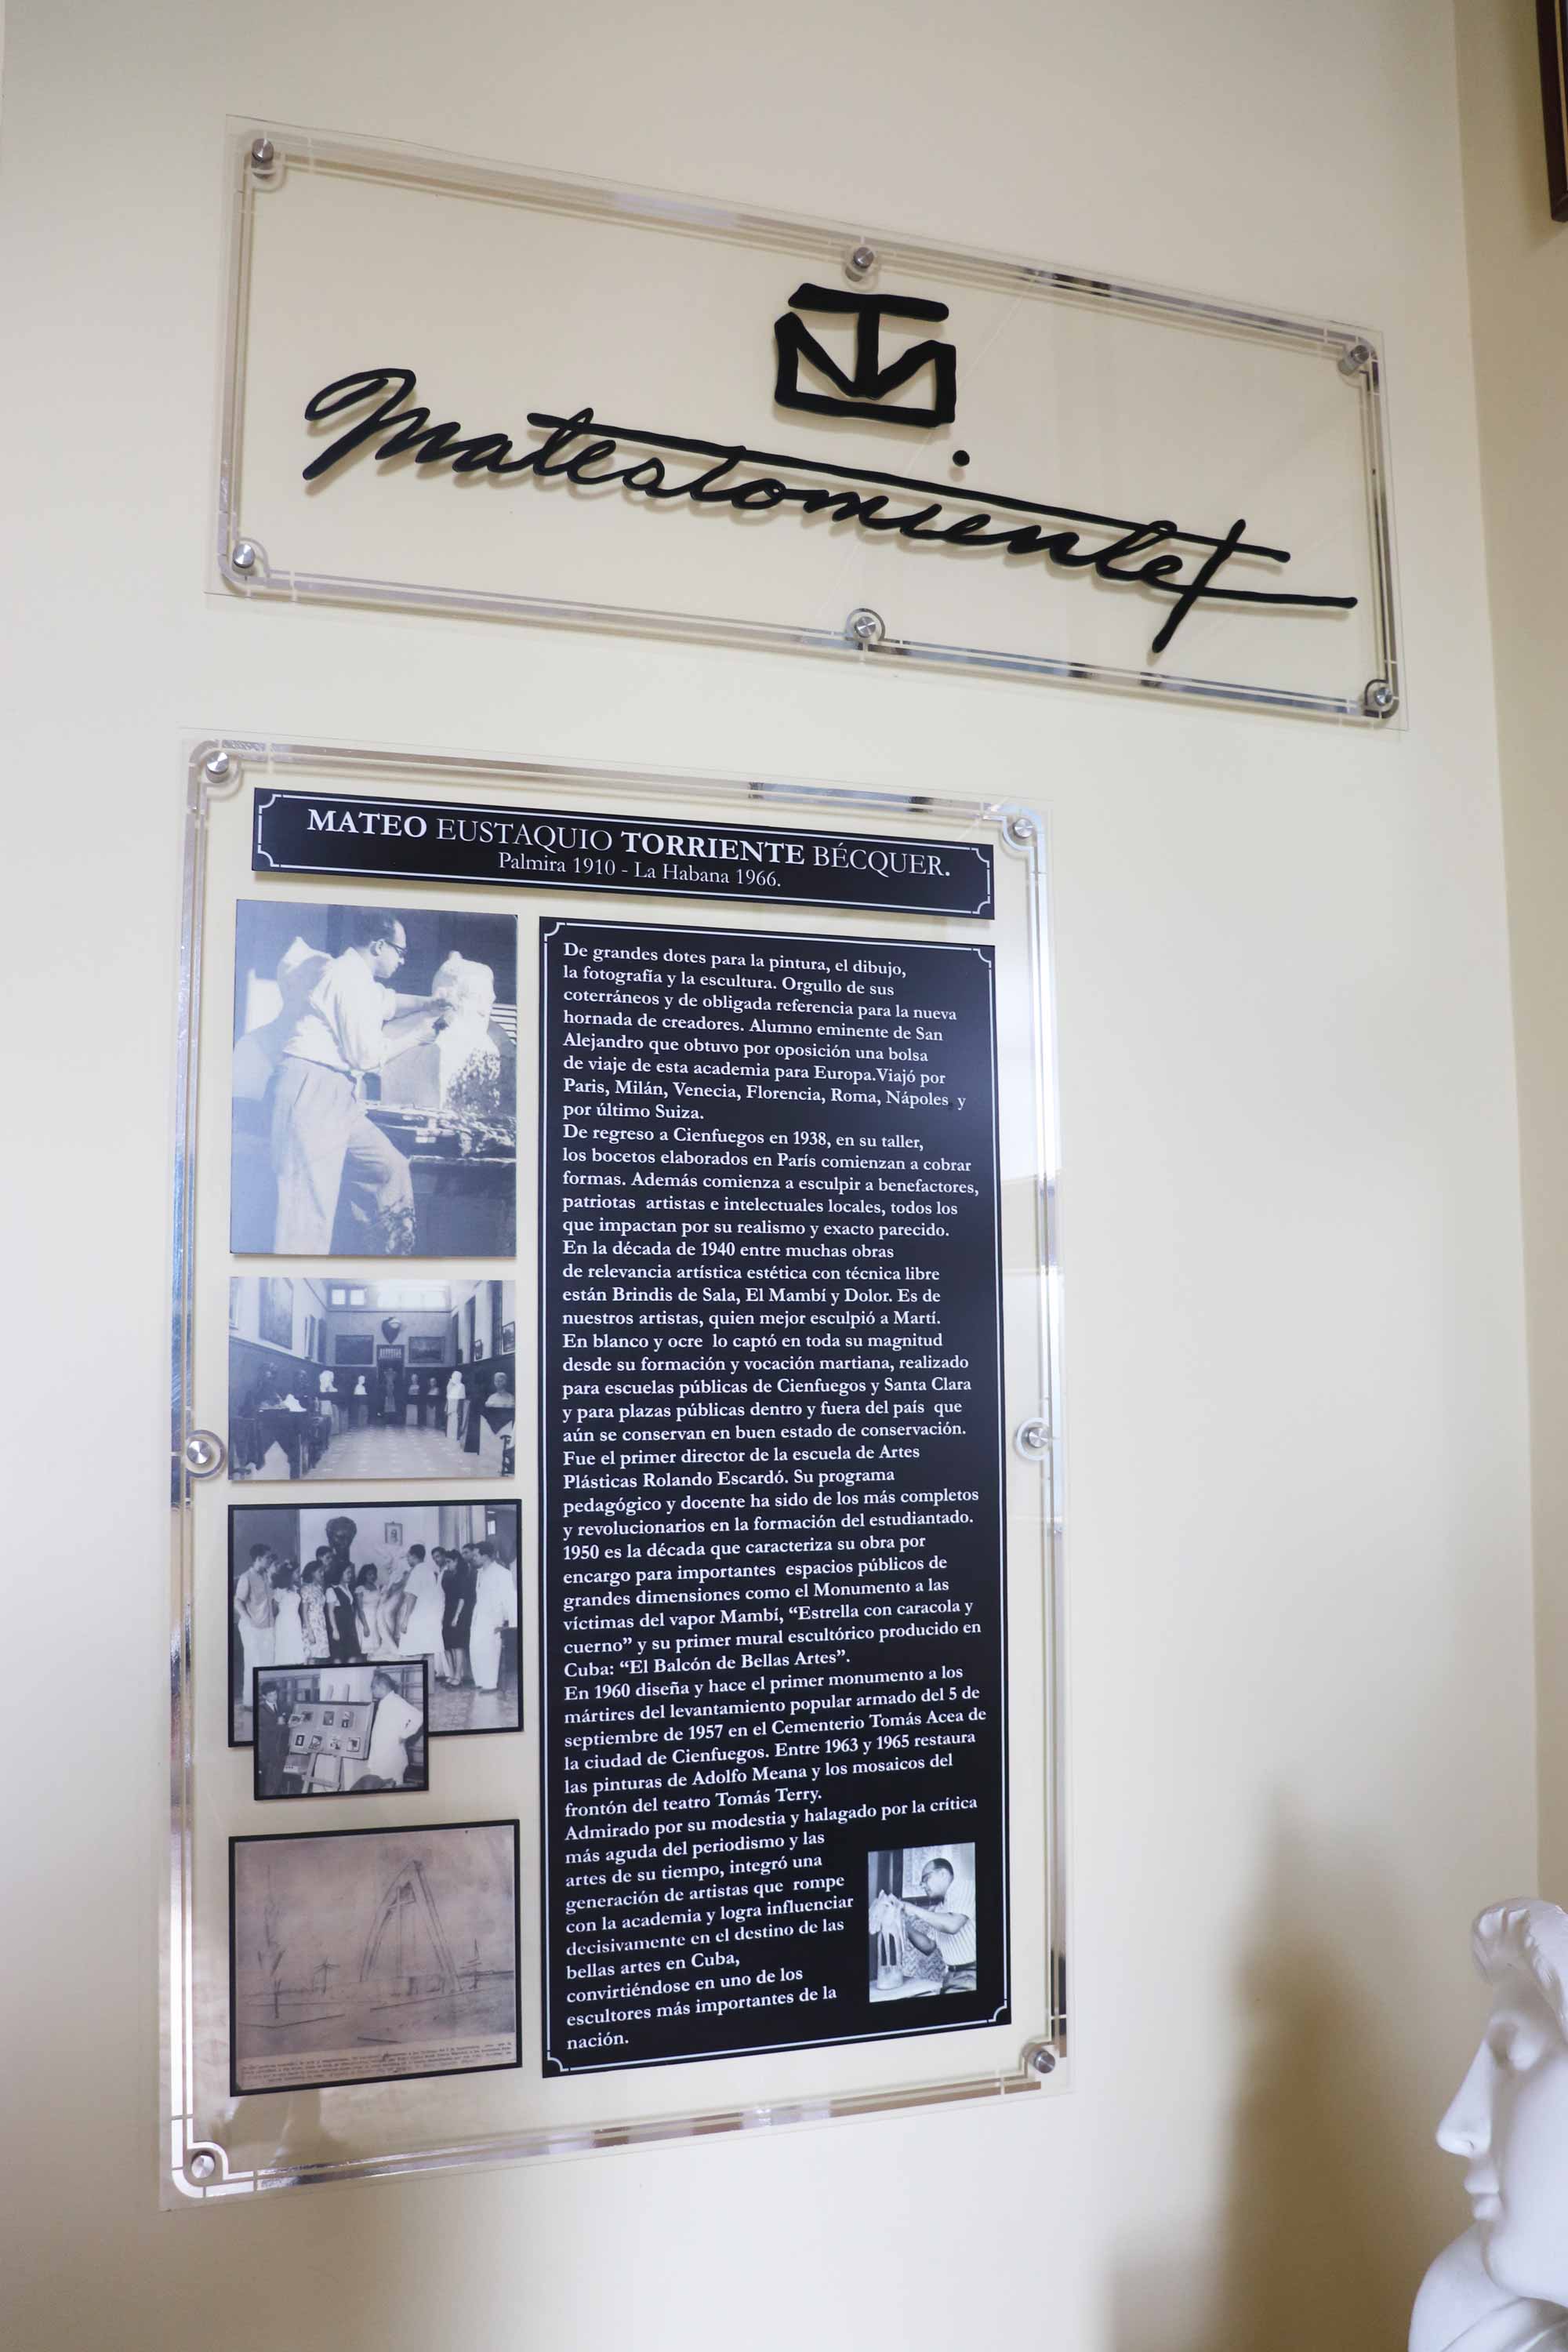 TM
Mateo Torriente
MATEO EUSTAQUIO TORRIENTE BÉCQUER.
Palmira 1910 - La Habana 1966.
De grandes dotes para la pintura, el dibujo,
la fotografía y la escultura. Orgullo de sus
coterráneos y de obligada referencia para la nueva
hornada de creadores. Alumno eminente de San
Alejandro que obtuvo por oposición una bolsa
de viaje de esta academia para Europa.Viajó por
Paris, Milán, Venecia, Florencia, Roma, Nápoles y
por último Suiza.
De regreso a Cienfuegos en 1938, en su taller,
los bocetos elaborados en París comienzan a cobrar
formas. Además comienza a esculpir a benefactores,
patriotas artistas e intelectuales locales, todos los
que impactan por su realismo y exacto parecido.
En la década de 1940 entre muchas obras
de relevancia artística estética con técnica libre
están Brindis de Sala, El Mambí y Dolor. Es de
nuestros artistas, quien mejor esculpió a Martí.
En blanco y ocre lo captó en toda su magnitud
desde su formación y vocación martiana, realizado
para escuelas públicas de Cienfuegos y Santa Clara
y para plazas públicas dentro y fuera del país que
aún se conservan en buen estado de conservación.
Fue el primer director de la escuela de Artes
Plásticas Rolando Escardó. Su programa
pedagógico y docente ha sido de los más completos
y revolucionarios en la formación del estudiantado.
1950 es la década que caracteriza su obra por
encargo para importantes espacios públicos de
grandes dimensiones como el Monumento a las
víctimas del vapor Mambí, “Estrella con caracola y
cuerno” y su primer mural escultórico producido en
Cuba: “El Balcón de Bellas Artes”.
En 1960 diseña y hace el primer monumento a los
mártires del levantamiento popular armado del 5 de
septiembre de 1957 en el Cementerio Tomás Acea de
la ciudad de Cienfuegos. Entre 1963 y 1965 restaura
las pinturas de Adolfo Meana y los mosaicos del
frontón del teatro Tomás Terry.
Admirado por su modestia y halagado por la crítica
más aguda del periodismo y las
artes de su tiempo, integró una
generación de artistas que rompe
con la academia y logra influenciar
decisivamente en el destino de las
bellas artes en Cuba,
convirtiéndose en uno de los
escultores más importantes de la
nación.